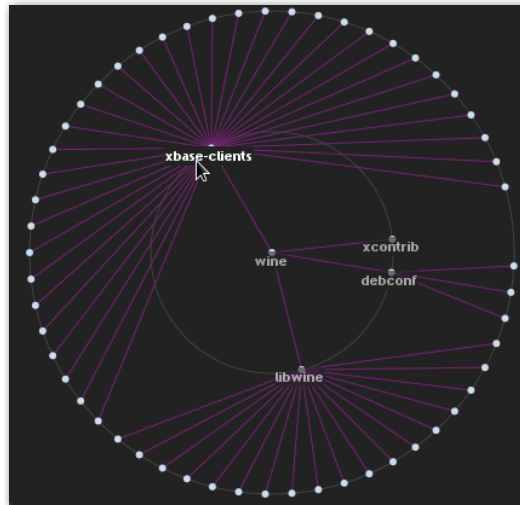 xbase-clients
xcontrib
wine
debconf
libwine